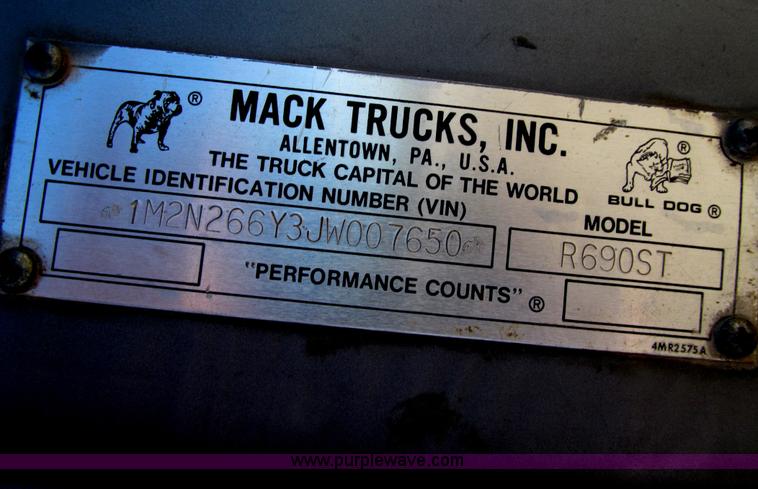 MACK TRUCKS, INC.
ALLENTOWN, PA., U.S.A.
THE TRUCK CAPITAL OF THE WORLD
VEHICLE IDENTIFICATION NUMBER (VIN)
1M2N266Y3JW007650
BULL DOG ®
MODEL
R690ST
"PERFORMANCE COUNTS" ®
4MR2575A
www.purplewave.com